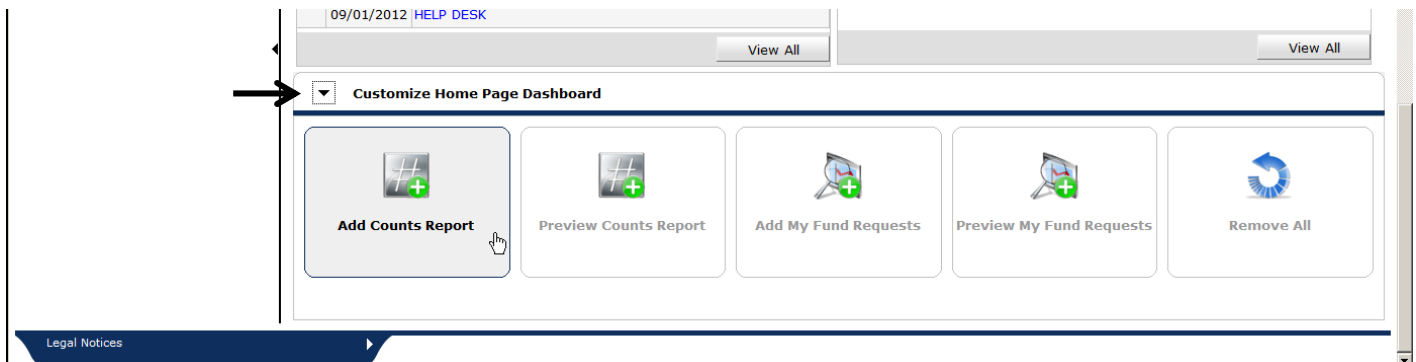 09/01/2012 HELP DESK
View All
View All
Customize Home Page Dashboard
Add Counts Report
Preview Counts Report
Add My Fund Requests
Preview My Fund Requests
Remove All
Legal Notices